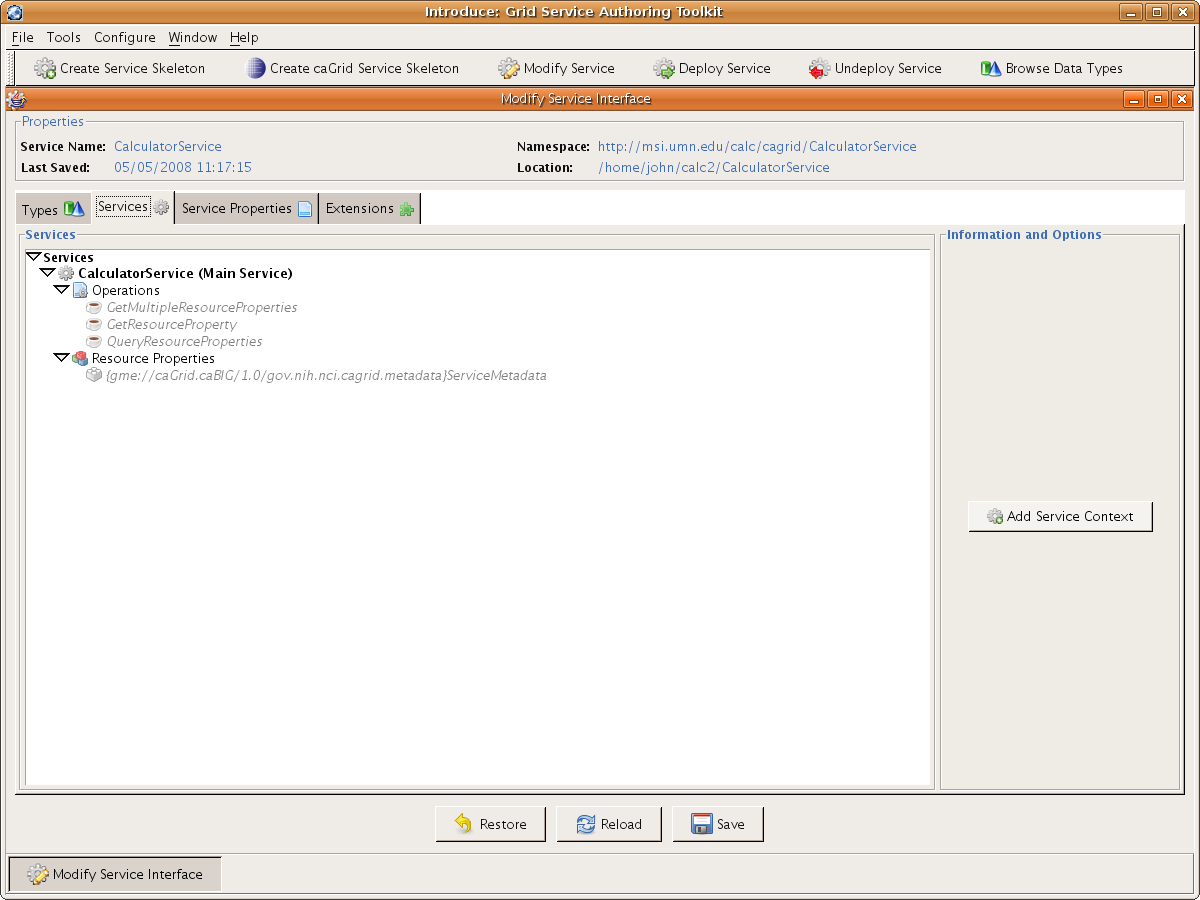 Introduce: Grid Service Authoring Toolkit
File Tools Configure Window Help
Create Service Skeleton Create caGrid Service Skeleton Modify Service Deploy Service Undeploy Service Browse Data Types
Modify Service Interface
Properties
Service Name: CalculatorService Namespace: http://msi.umn.edu/calc/cagrid/CalculatorService
Last Saved: 05/05/2008 11:17:15 Location: /home/john/calc2/CalculatorService
Types Services Service Properties Extensions
Services Information and Options
Services
CalculatorService (Main Service)
Operations
GetMultipleResourceProperties
GetResourceProperty
QueryResourceProperties
Resource Properties
{gme://caGrid.caBIG/1.0/gov.nih.nci.cagrid.metadata}ServiceMetadata
Add Service Context
Restore Reload Save
Modify Service Interface